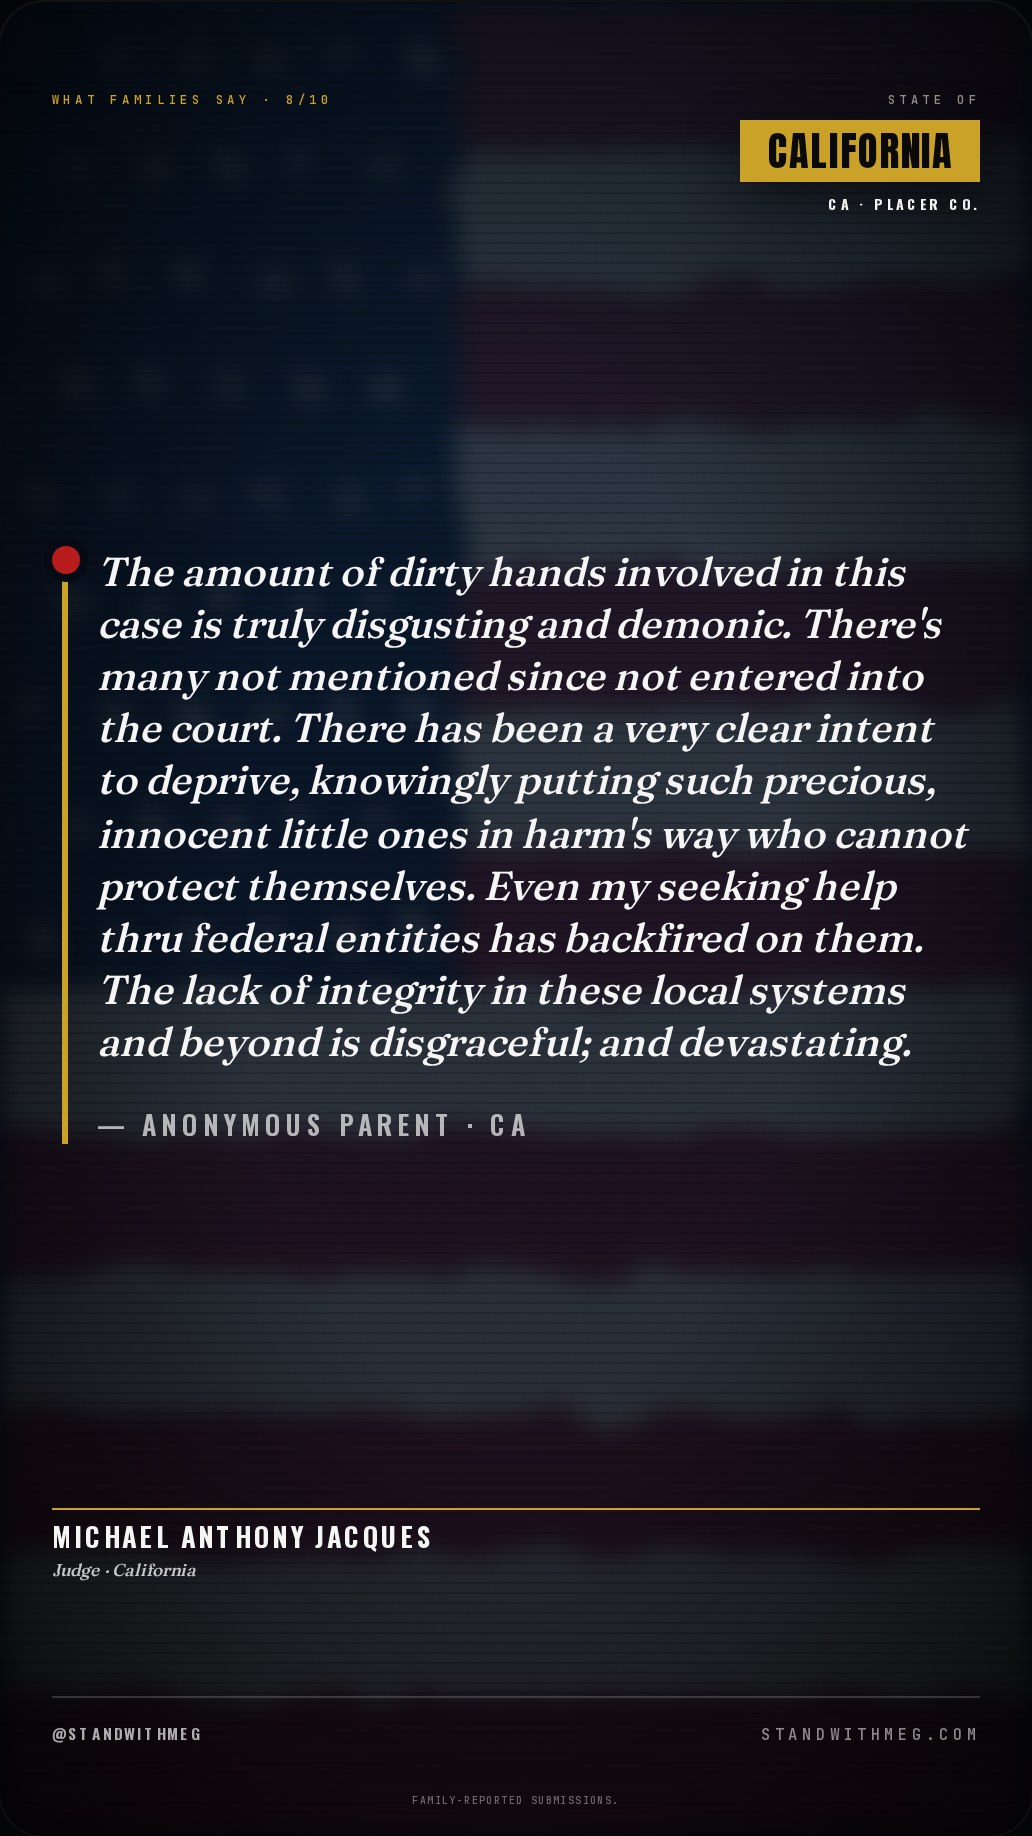 WHAT FAMILIES SAY · 8/10
STATE OF
CALIFORNIA
CA · PLACER CO.
The amount of dirty hands involved in this
case is truly disgusting and demonic. There's
many not mentioned since not entered into
the court. There has been a very clear intent
to deprive, knowingly putting such precious,
innocent little ones in harm's way who cannot
protect themselves. Even my seeking help
thru federal entities has backfired on them.
The lack of integrity in these local systems
and beyond is disgraceful; and devastating.
— ANONYMOUS PARENT · CA
MICHAEL ANTHONY JACQUES
Judge · California
@STANDWITHMEG
STANDWITHMEG.COM
FAMILY-REPORTED SUBMISSIONS.